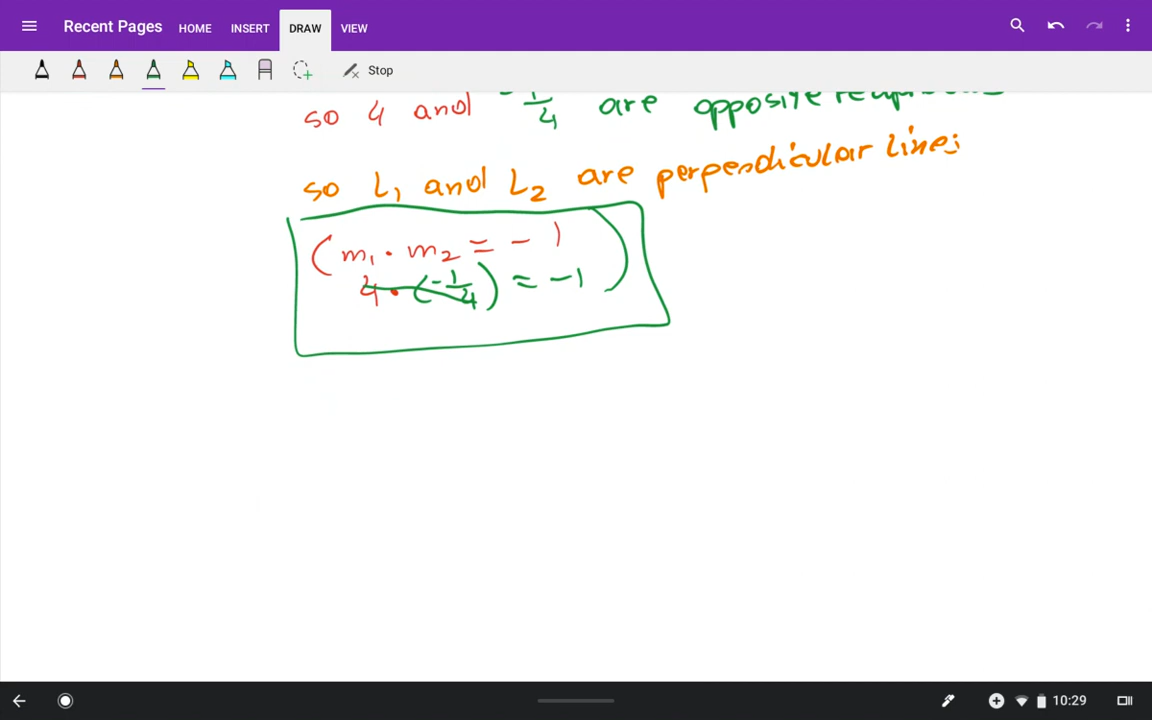 Recent Pages HOME INSERT DRAW VIEW
Stop
so 4 and -1/4 are opposite
so L₁ and L₂ are perpendicular lines
(m₁ · m₂ = -1
4 · (-1/4) = -1)
10:29